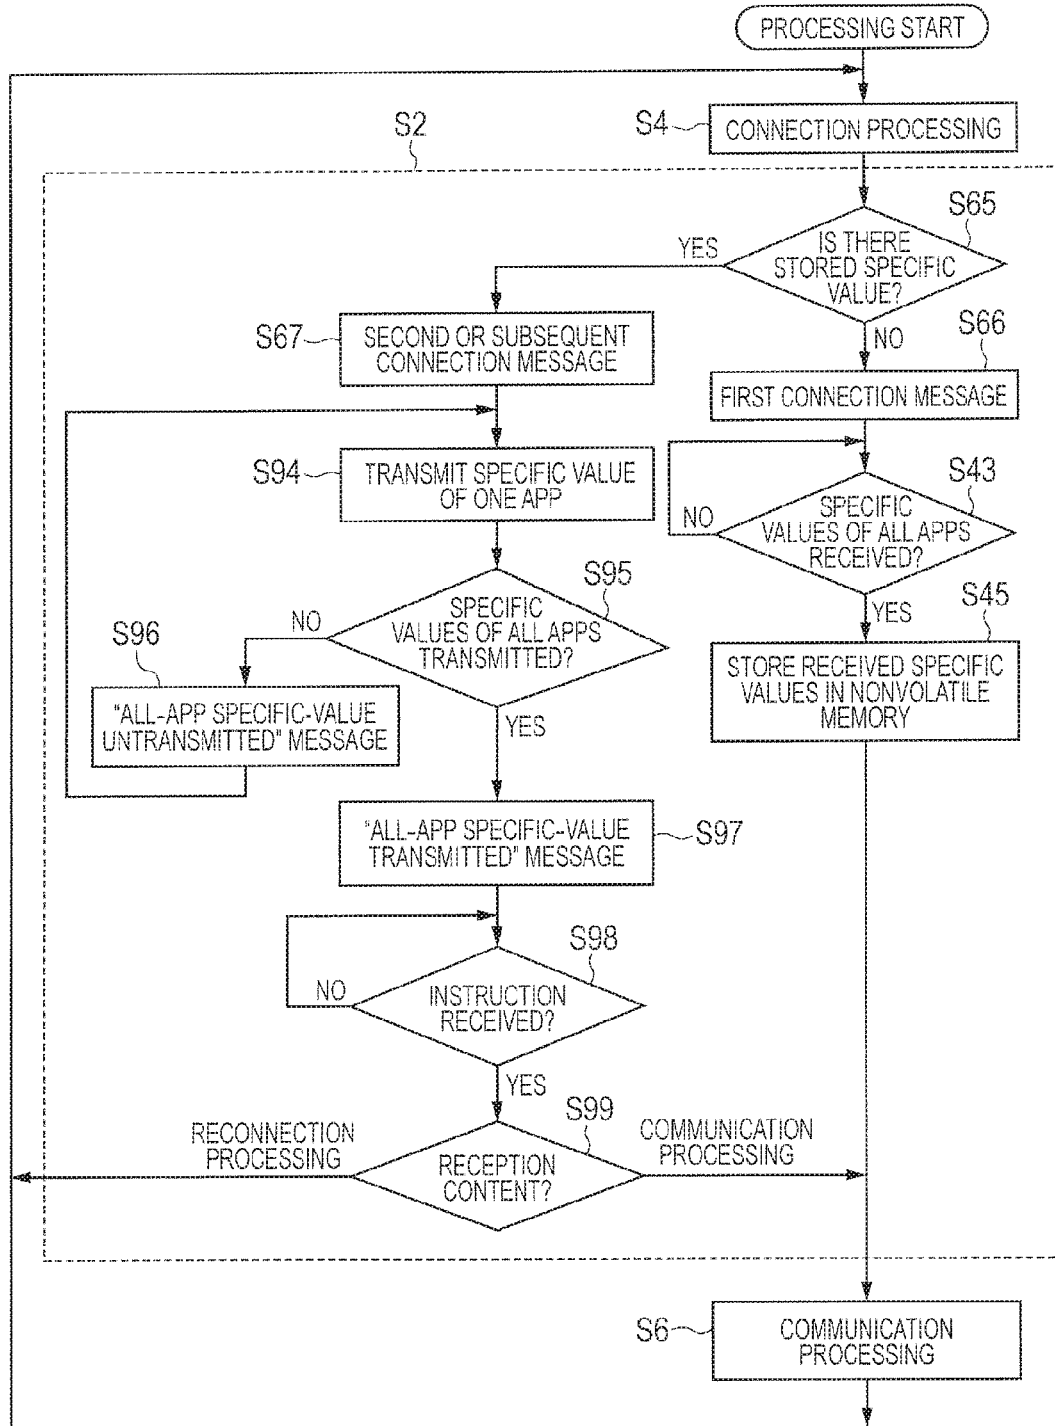 PROCESSING START
S4
CONNECTION PROCESSING
S2
S65
IS THERE
STORED SPECIFIC
VALUE?
YES
NO
S67
SECOND OR SUBSEQUENT
CONNECTION MESSAGE
S66
FIRST CONNECTION MESSAGE
S94
TRANSMIT SPECIFIC VALUE
OF ONE APP
S43
SPECIFIC
VALUES OF ALL APPS
RECEIVED?
NO
YES
S95
SPECIFIC
VALUES OF ALL APPS
TRANSMITTED?
NO
YES
S96
"ALL-APP SPECIFIC-VALUE
UNTRANSMITTED" MESSAGE
S45
STORE RECEIVED SPECIFIC
VALUES IN NONVOLATILE
MEMORY
"ALL-APP SPECIFIC-VALUE
TRANSMITTED" MESSAGE
S97
S98
INSTRUCTION
RECEIVED?
NO
YES
S99
RECEPTION
CONTENT?
RECONNECTION
PROCESSING
COMMUNICATION
PROCESSING
S6
COMMUNICATION
PROCESSING